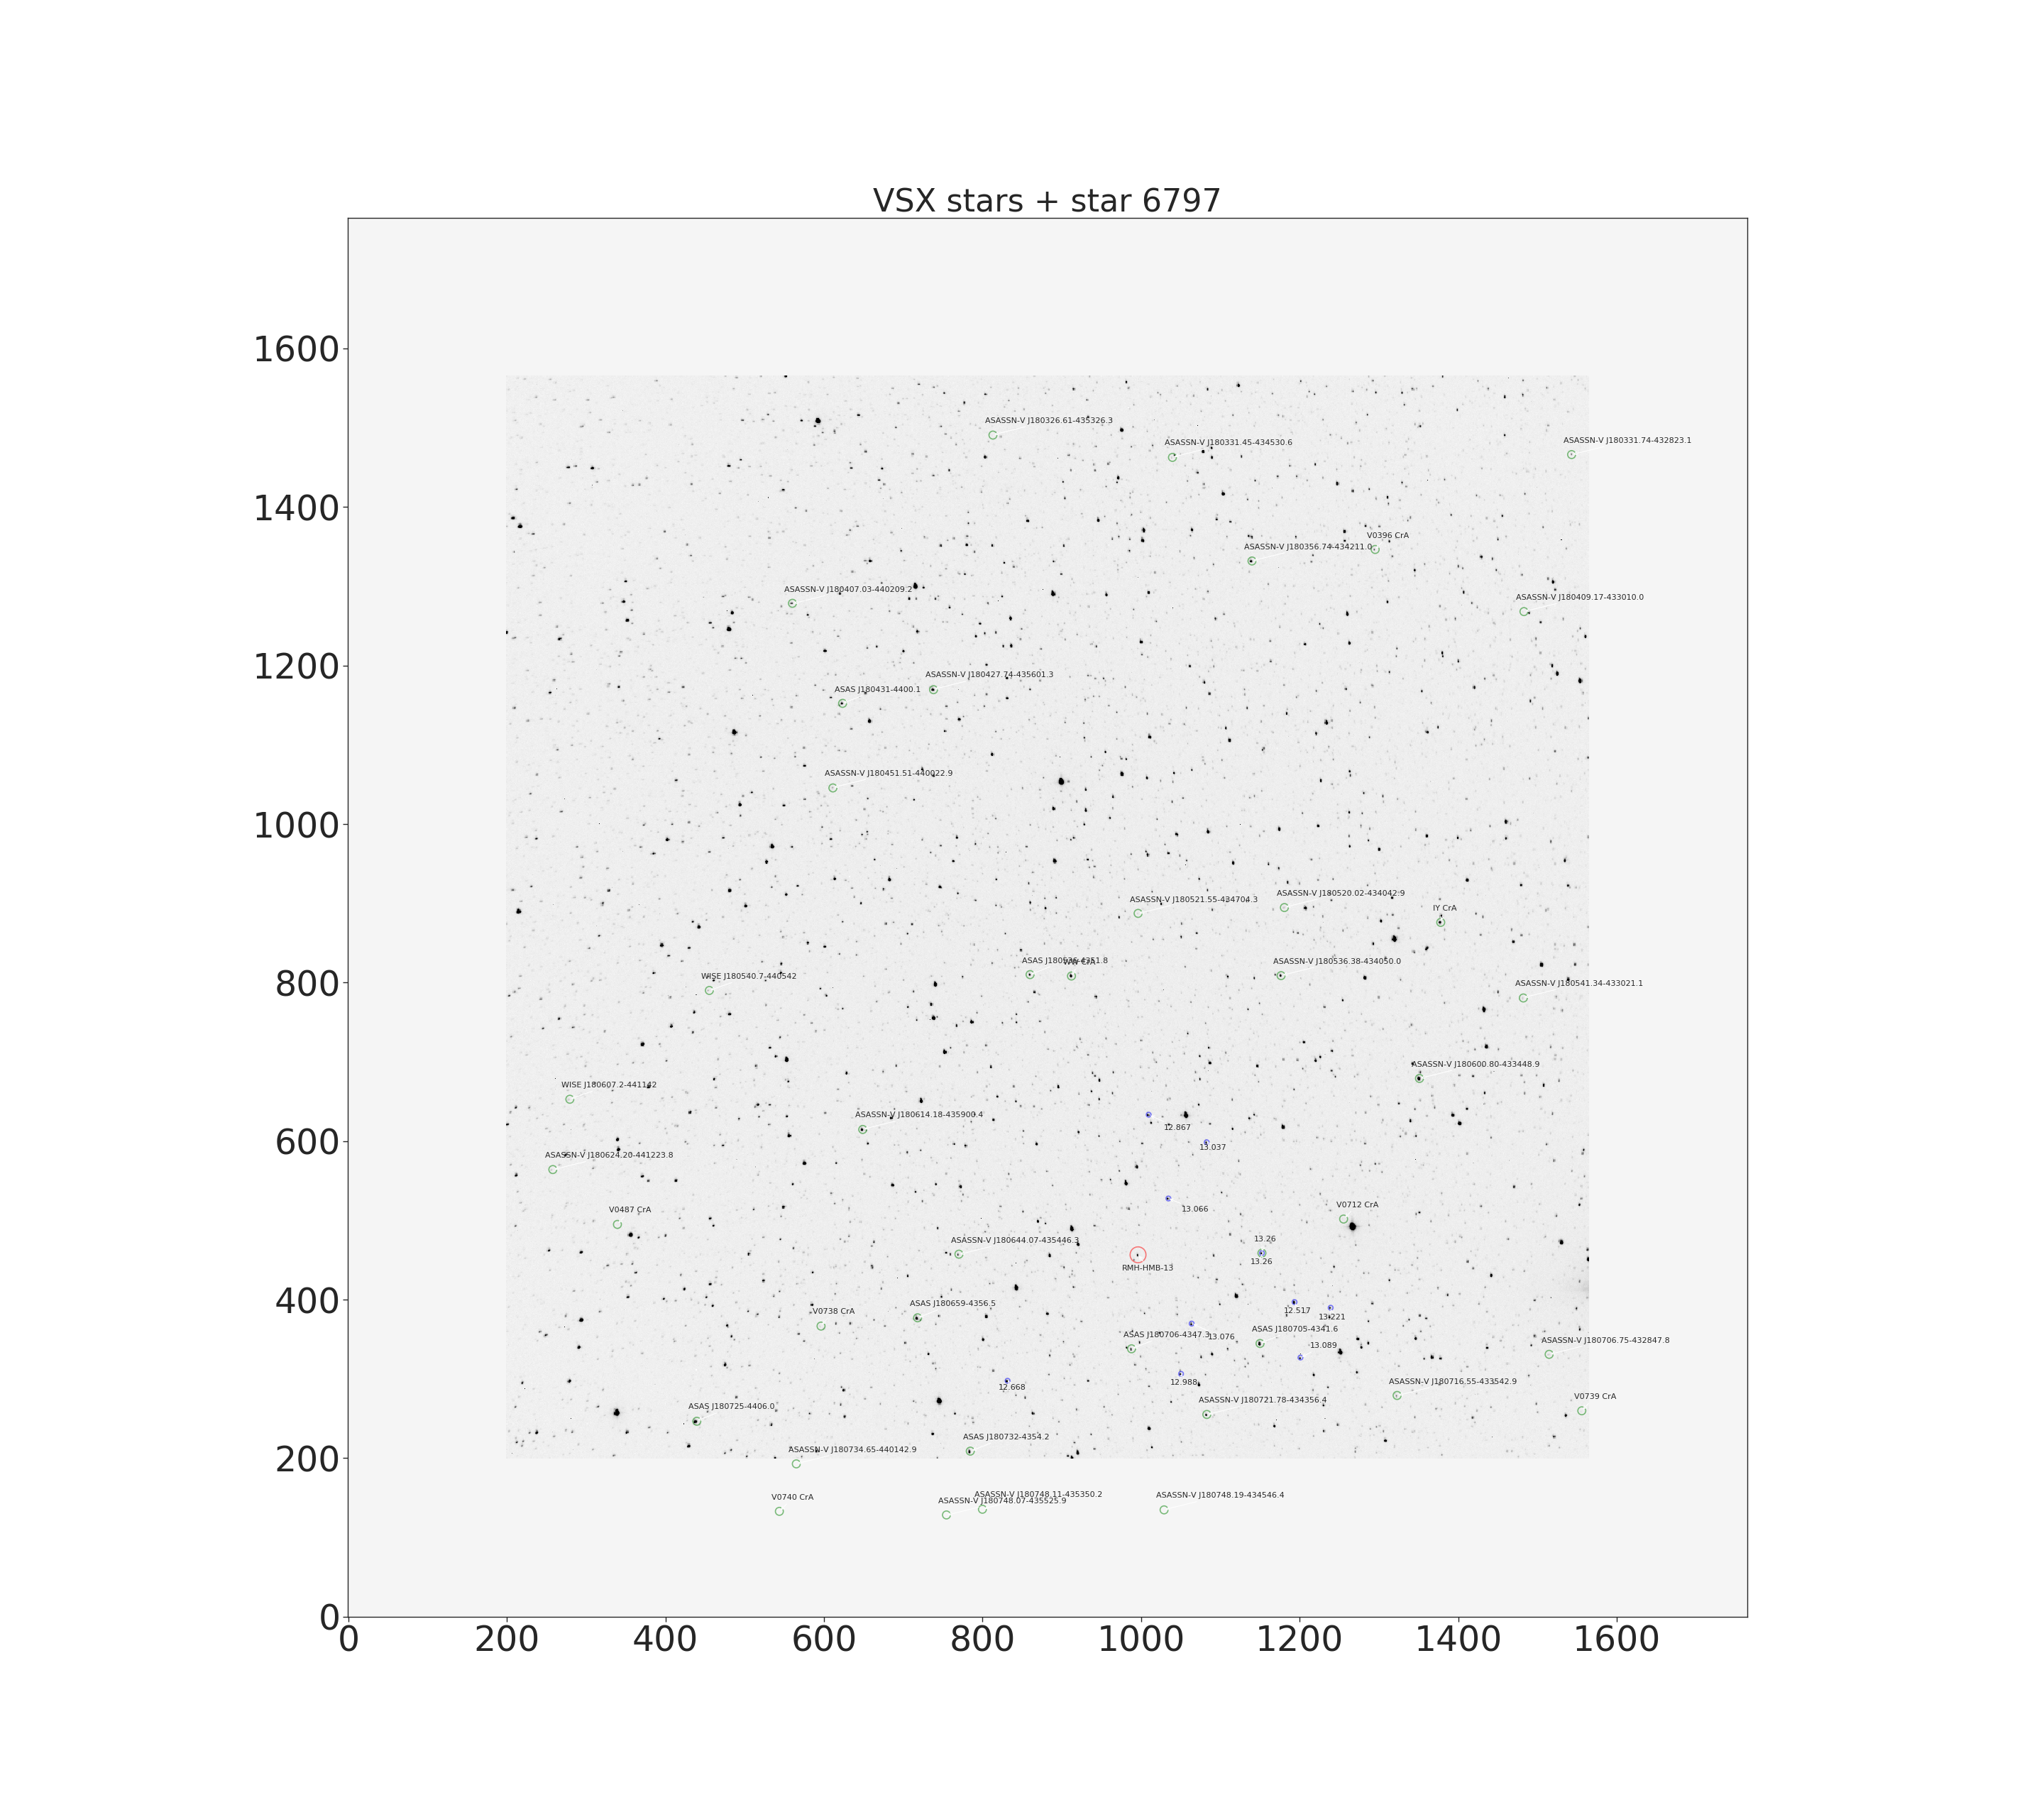 VSX stars + star 6797
1600
ASASSN-V J180326.61-435326.3
ASASSN-V J180331.45-434530.6
ASASSN-V J180331.74-432823.1
1400
V0396 CrA
ASASSN-V J180356.74-434211.0
ASASSN-V J180407.03-440209.2
ASASSN-V J180409.17-433010.0
1200
ASASSN-V J180427.74-435601.3
ASAS J180431-4400.1
ASASSN-V J180451.51-440022.9
1000
ASASSN-V J180520.02-434042.9
ASASSN-V J180521.55-434704.3
IY CrA
ASAS J180536-4351.8
CrA
ASASSN-V J180536.38-434050.0
WISE J180540.7-440542
800
ASASSN-V J180541.34-433021.1
ASASSN-V J180600.80-433448.9
WISE J180607.2-441142
ASASSN-V J180614.18-435900.4
12.867
600
13.037
ASASSN-V J180624.20-441223.8
V0487 CrA
13.066
V0712 CrA
ASASSN-V J180644.07-435446.3
13.26
13.26
RMH-HMB-13
400
ASAS J180659-4356.5
V0738 CrA
12.517
13.221
ASAS J180706-4347.3
13.076
ASAS J180705-4341.6
13.089
ASASSN-V J180706.75-432847.8
12.668
12.988
ASASSN-V J180716.55-433542.9
V0739 CrA
ASAS J180725-4406.0
ASASSN-V J180721.78-434356.4
ASAS J180732-4354.2
200
ASASSN-V J180734.65-440142.9
V0740 CrA
ASASSN-V J180748.11-435350.2
ASASSN-V J180748.07-435525.9
ASASSN-V J180748.19-434546.4
0
0 200 400 600 800 1000 1200 1400 1600